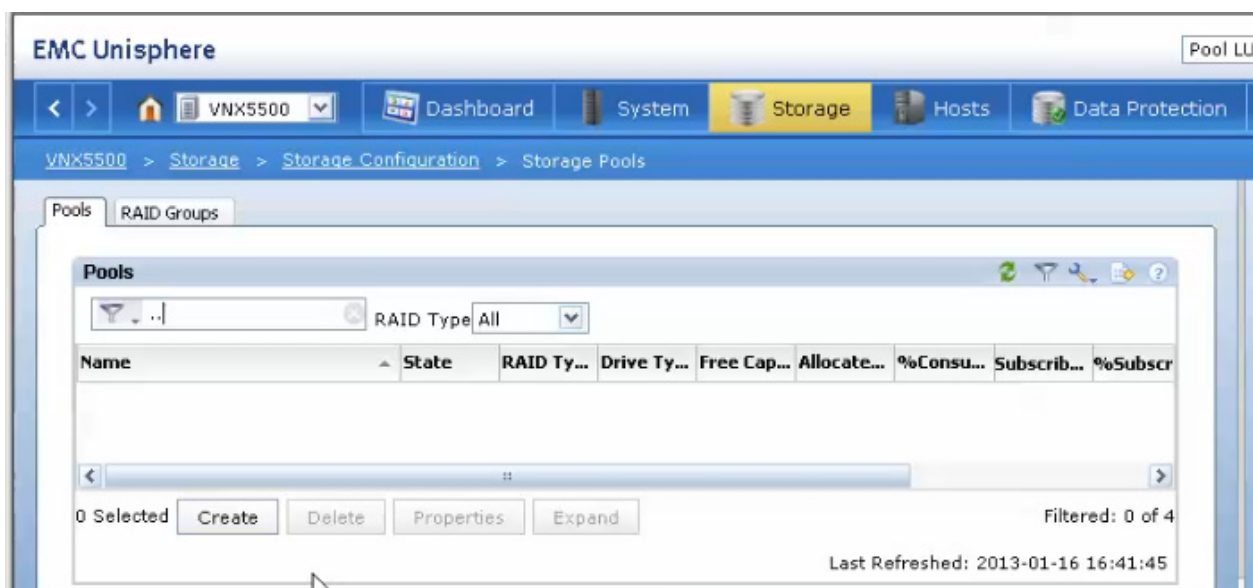 EMC Unisphere
Pool LU
< > VNX5500 Dashboard System Storage Hosts Data Protection
VNX5500 > Storage > Storage Configuration > Storage Pools
Pools RAID Groups
Pools
.. RAID Type All
Name State RAID Ty... Drive Ty... Free Cap... Allocate... %Consu... Subscrib... %Subscr
0 Selected Create Delete Properties Expand Filtered: 0 of 4
Last Refreshed: 2013-01-16 16:41:45